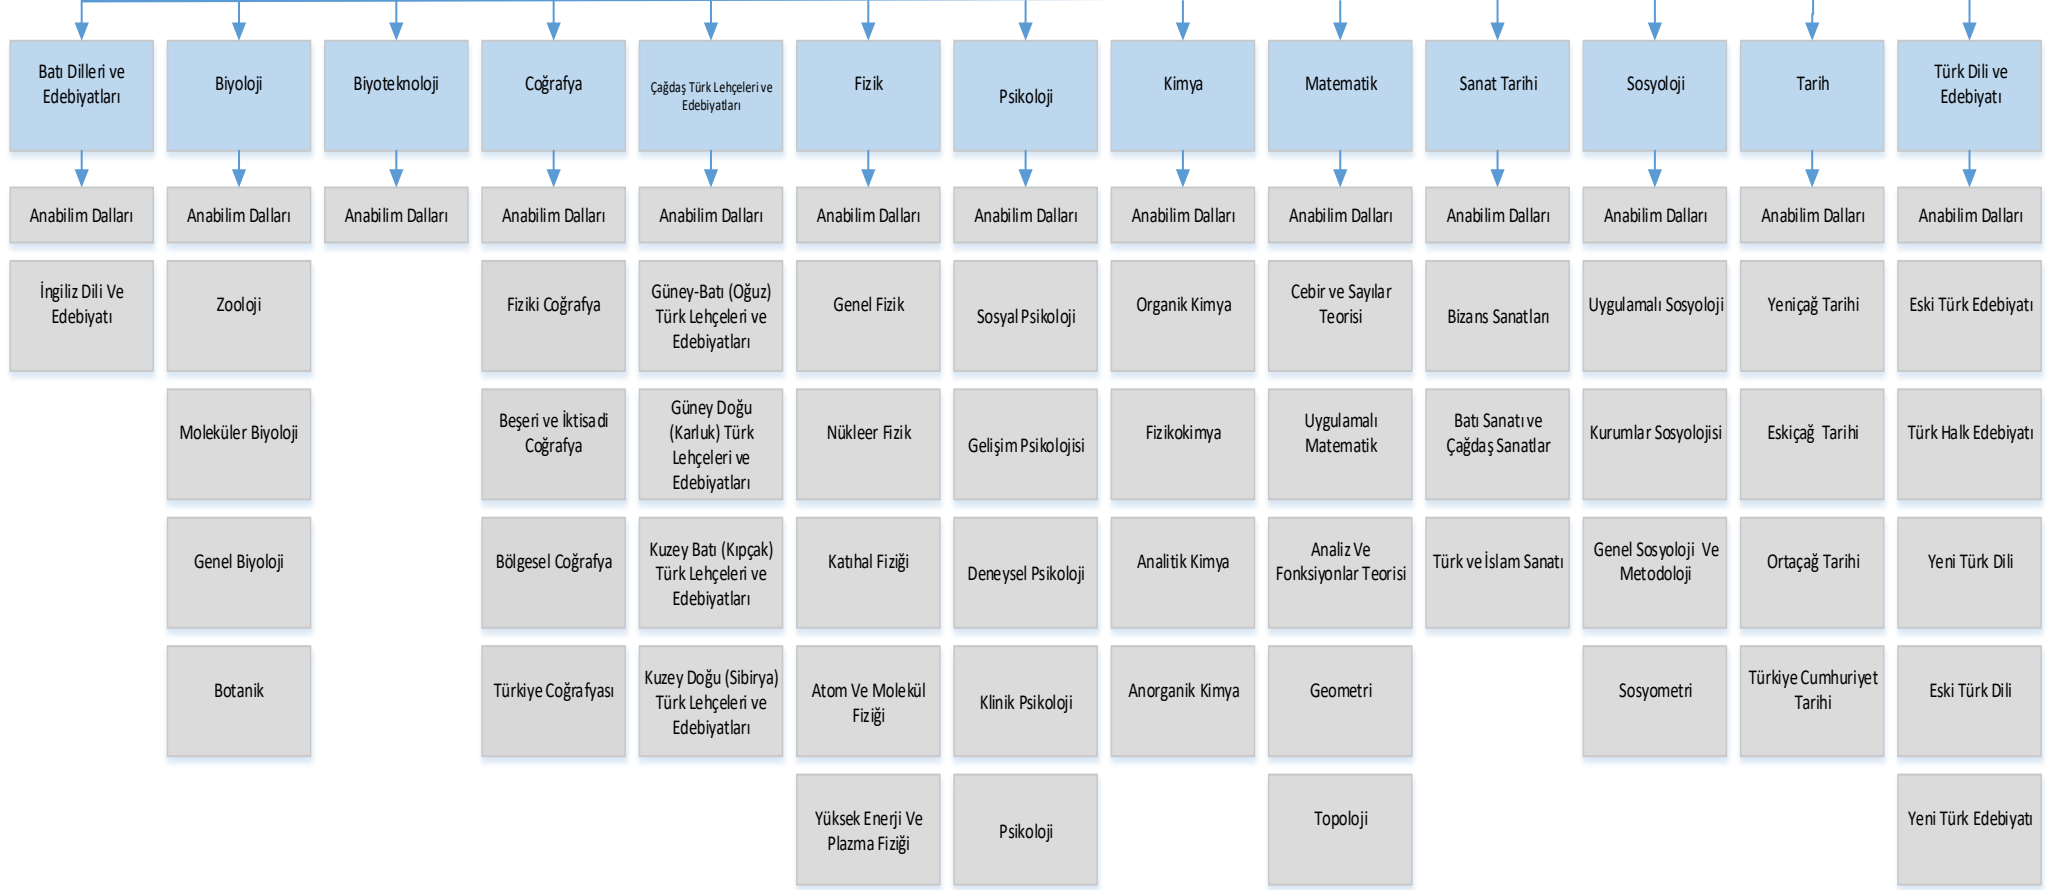 Batı Dilleri ve
Edebiyatları
Biyoloji
Biyoteknoloji
Coğrafya
Çağdaş Türk Lehçeleri ve
Edebiyatları
Fizik
Psikoloji
Kimya
Matematik
Sanat Tarihi
Sosyoloji
Tarih
Türk Dili ve
Edebiyatı
Anabilim Dalları
Anabilim Dalları
Anabilim Dalları
Anabilim Dalları
Anabilim Dalları
Anabilim Dalları
Anabilim Dalları
Anabilim Dalları
Anabilim Dalları
Anabilim Dalları
Anabilim Dalları
Anabilim Dalları
Anabilim Dalları
İngiliz Dili Ve
Edebiyatı
Zooloji
Fiziki Coğrafya
Güney-Batı (Oğuz)
Türk Lehçeleri ve
Edebiyatları
Genel Fizik
Sosyal Psikoloji
Organik Kimya
Cebir ve Sayılar
Teorisi
Bizans Sanatları
Uygulamalı Sosyoloji
Yeniçağ Tarihi
Eski Türk Edebiyatı
Moleküler Biyoloji
Beşeri ve İktisadi
Coğrafya
Güney Doğu
(Karluk) Türk
Lehçeleri ve
Edebiyatları
Nükleer Fizik
Gelişim Psikolojisi
Fizikokimya
Uygulamalı
Matematik
Batı Sanatı ve
Çağdaş Sanatlar
Kurumlar Sosyolojisi
Eskiçağ Tarihi
Türk Halk Edebiyatı
Genel Biyoloji
Bölgesel Coğrafya
Kuzey Batı (Kıpçak)
Türk Lehçeleri ve
Edebiyatları
Katıhal Fiziği
Deneysel Psikoloji
Analitik Kimya
Analiz Ve
Fonksiyonlar Teorisi
Türk ve İslam Sanatı
Genel Sosyoloji Ve
Metodoloji
Ortaçağ Tarihi
Yeni Türk Dili
Botanik
Türkiye Coğrafyası
Kuzey Doğu (Sibirya)
Türk Lehçeleri ve
Edebiyatları
Atom Ve Molekül
Fiziği
Klinik Psikoloji
Anorganik Kimya
Geometri
Sosyometri
Türkiye Cumhuriyet
Tarihi
Eski Türk Dili
Yüksek Enerji Ve
Plazma Fiziği
Psikoloji
Topoloji
Yeni Türk Edebiyatı